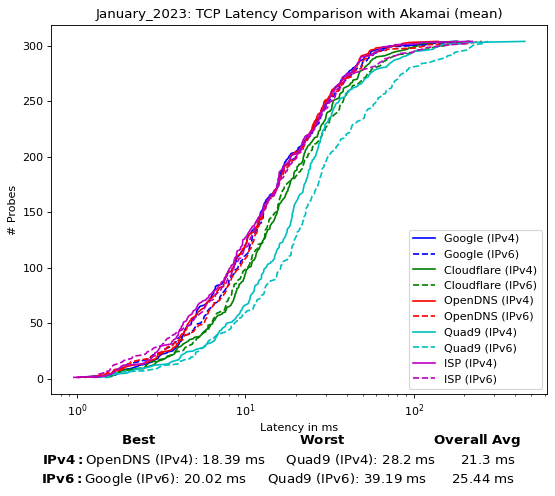 January_2023: TCP Latency Comparison with Akamai (mean)
300
250
200
150
100
50
0
# Probes
10^0 10^1 10^2
Latency in ms
Google (IPv4)
Google (IPv6)
Cloudflare (IPv4)
Cloudflare (IPv6)
OpenDNS (IPv4)
OpenDNS (IPv6)
Quad9 (IPv4)
Quad9 (IPv6)
ISP (IPv4)
ISP (IPv6)
Best Worst Overall Avg
IPv4: OpenDNS (IPv4): 18.39 ms Quad9 (IPv4): 28.2 ms 21.3 ms
IPv6: Google (IPv6): 20.02 ms Quad9 (IPv6): 39.19 ms 25.44 ms